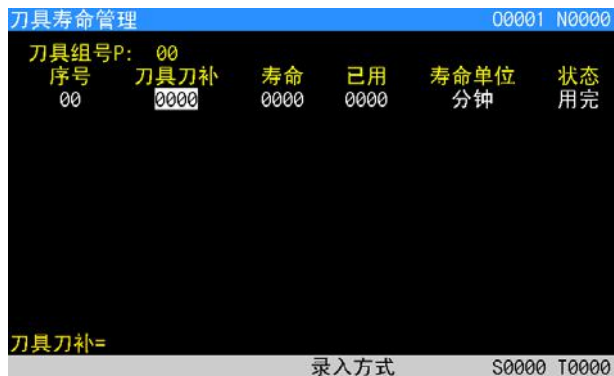 刀具寿命管理 O0001 N0000
刀具组号P: 00
序号 刀具刀补 寿命 已用 寿命单位 状态
00 0000 0000 0000 分钟 用完
刀具刀补=
录入方式 S0000 T0000